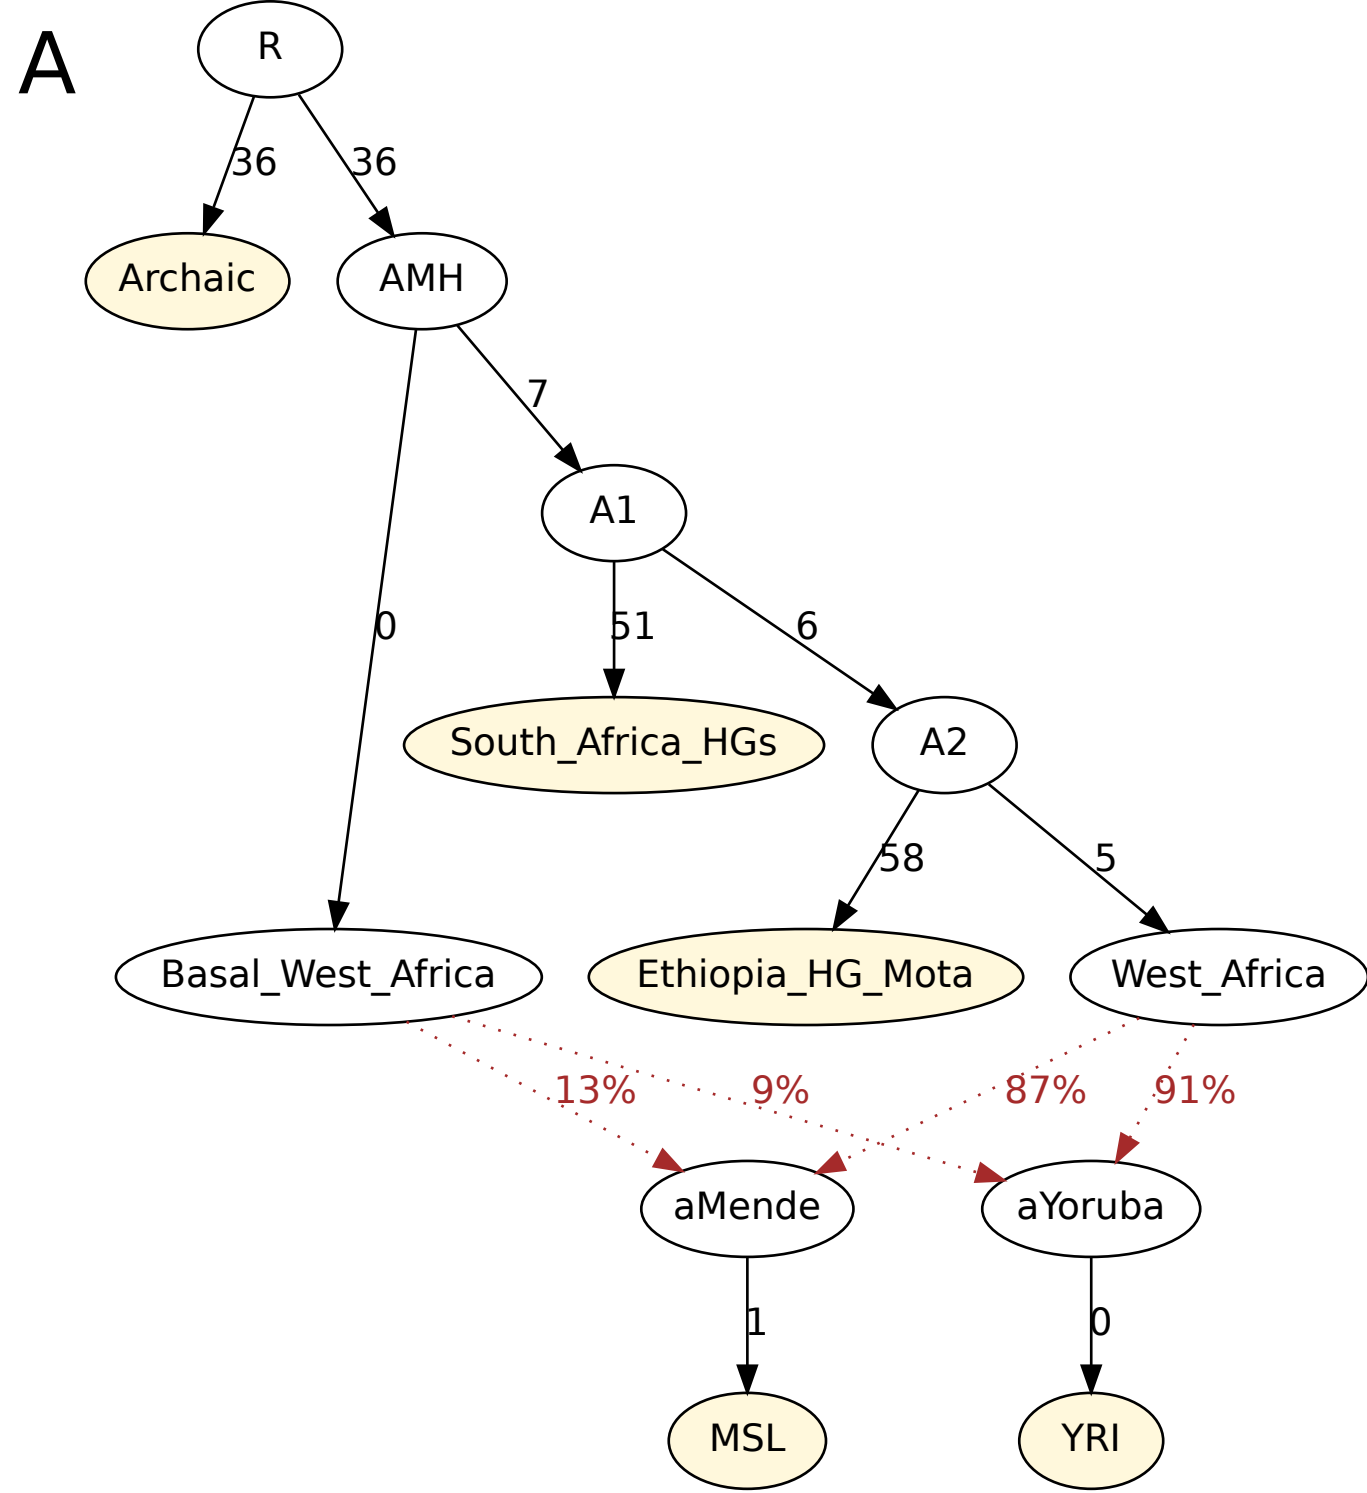 A
R
36
36
Archaic
AMH
7
A1
0
51
6
South_Africa_HGs
A2
58
5
Basal_West_Africa
Ethiopia_HG_Mota
West_Africa
13%
9%
87%
91%
aMende
aYoruba
1
0
MSL
YRI